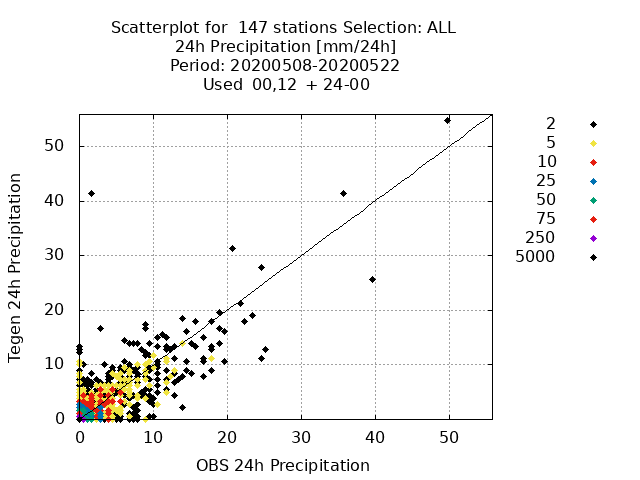 Scatterplot for  147 stations Selection: ALL
24h Precipitation [mm/24h]
Period: 20200508-20200522
Used  00,12  + 24-00
Tegen 24h Precipitation
50
40
30
20
10
0
0 10 20 30 40 50
OBS 24h Precipitation
2
5
10
25
50
75
250
5000